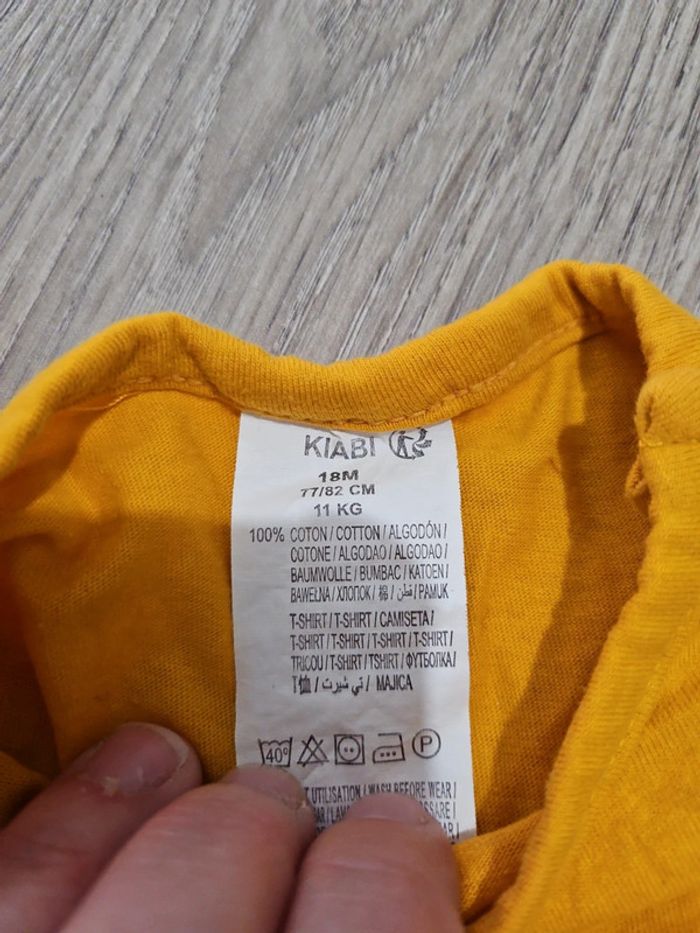 KIABI
18M
77/82 CM
11 KG
100% COTON / COTTON / ALGODÓN /
COTONE / ALGODAO / ALGODAO /
BAUMWOLLE / BUMBAC / KATOEN /
BAWEŁNA / ХЛОПОК / 棉 / قطن / PAMUK
T-SHIRT / T-SHIRT / CAMISETA /
T-SHIRT / T-SHIRT / T-SHIRT / T-SHIRT /
TRICOU / T-SHIRT / TSHIRT / ФУТБОЛКА /
T恤 / تي شيرت / MAJICA
40° P
UTILISATION / WASH BEFORE WEAR /